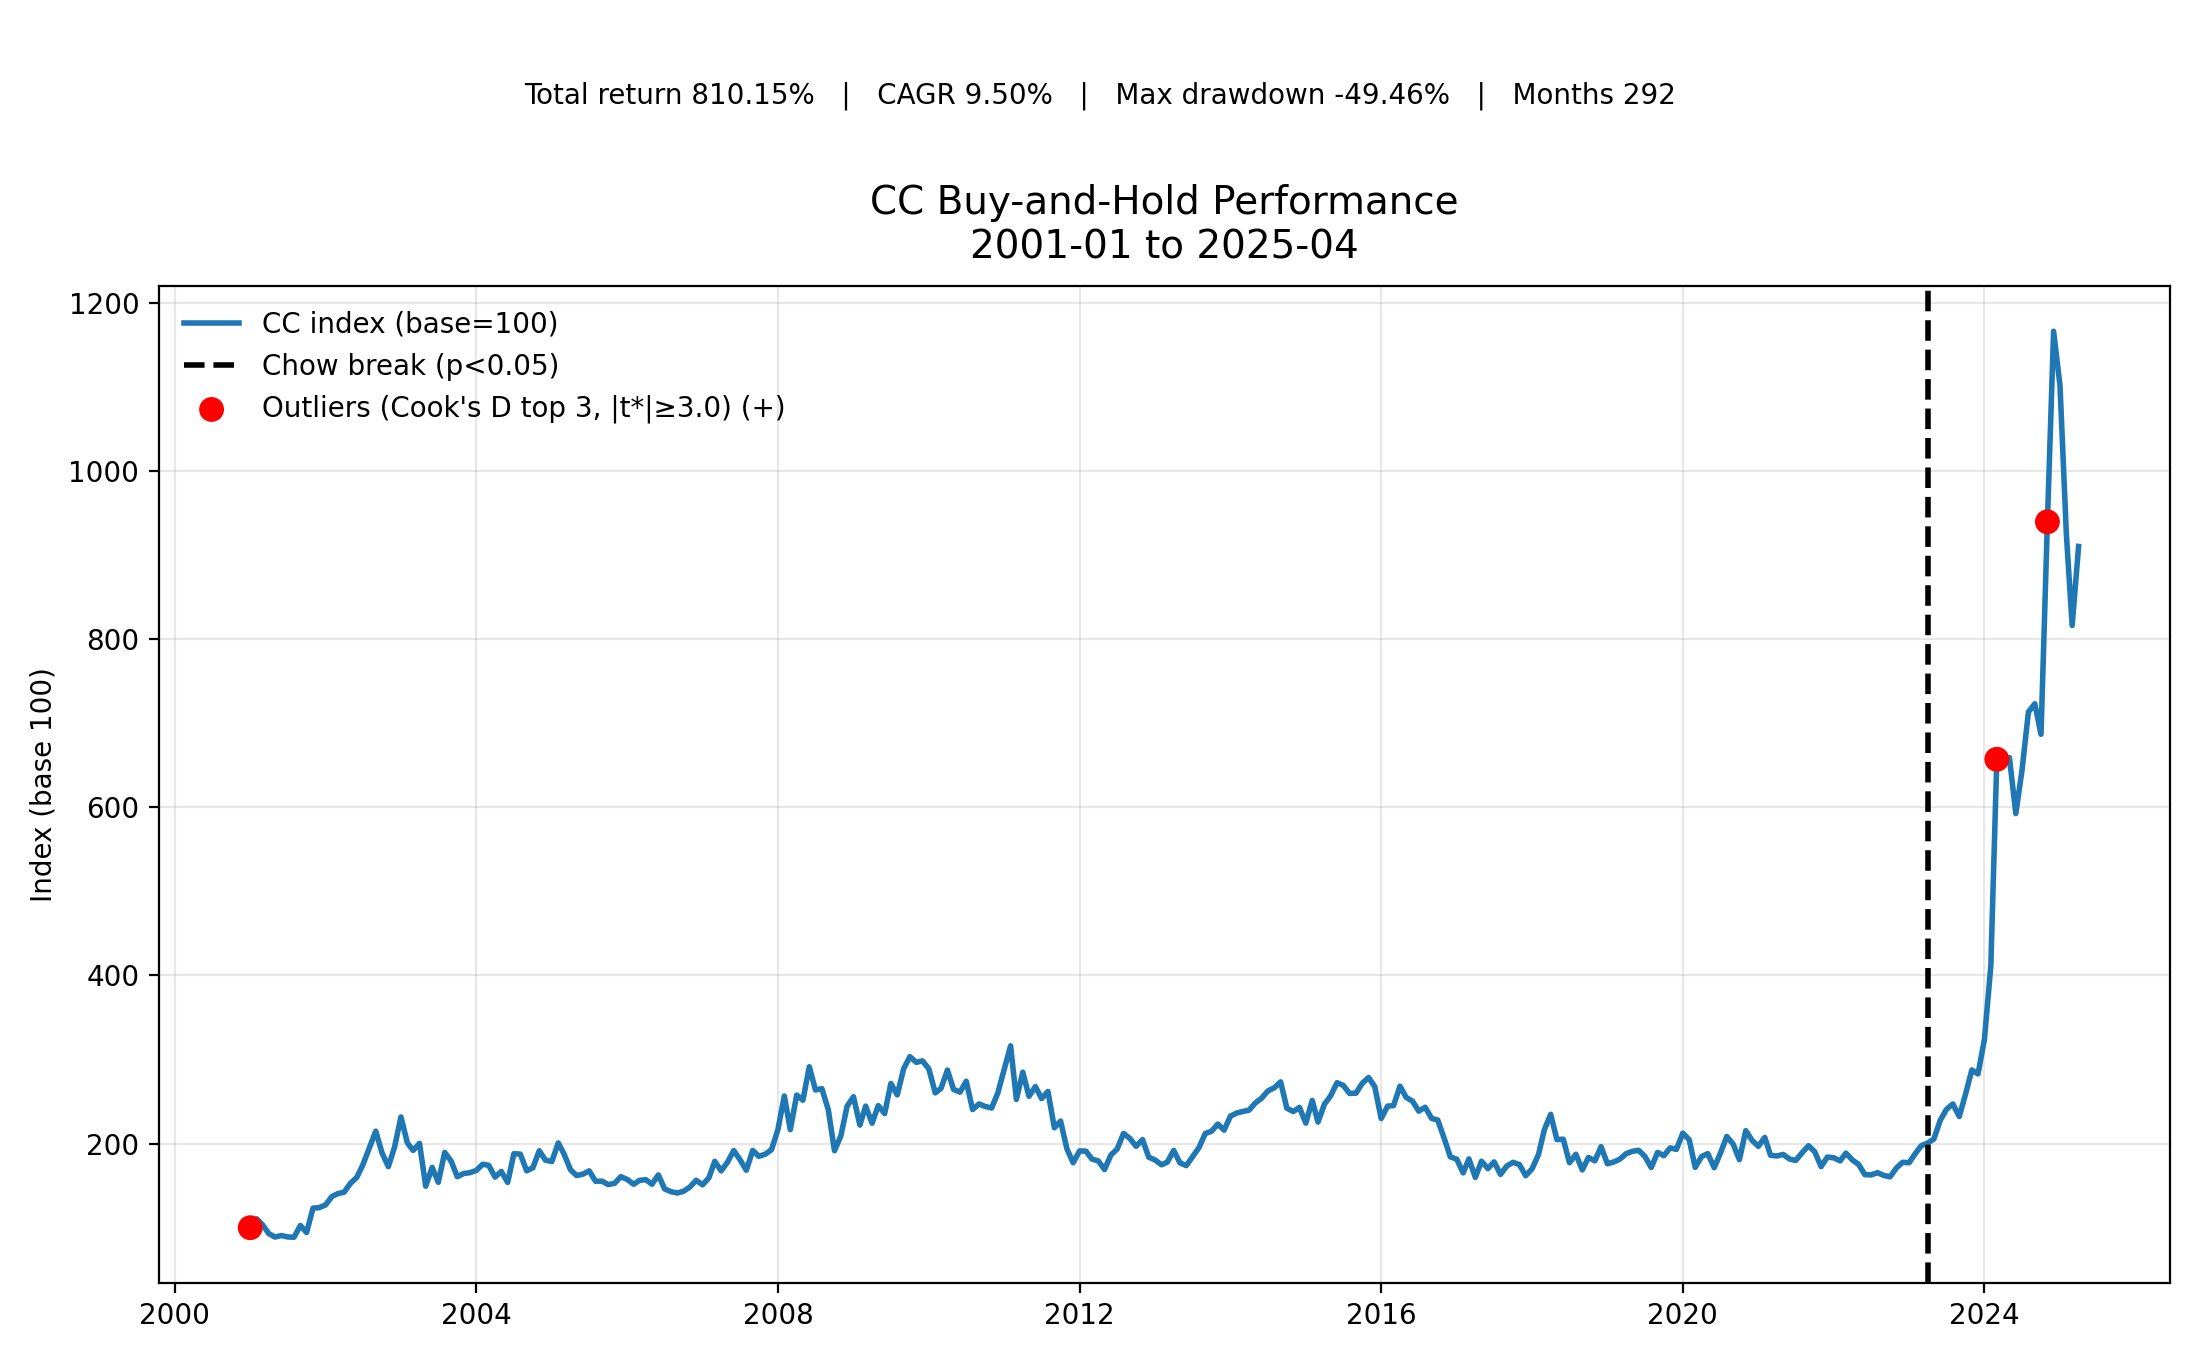 Total return 810.15%   |   CAGR 9.50%   |   Max drawdown -49.46%   |   Months 292
CC Buy-and-Hold Performance
2001-01 to 2025-04
CC index (base=100)
Chow break (p<0.05)
Outliers (Cook's D top 3, |t*|≥3.0) (+)
Index (base 100)
1200
1000
800
600
400
200
2000
2004
2008
2012
2016
2020
2024